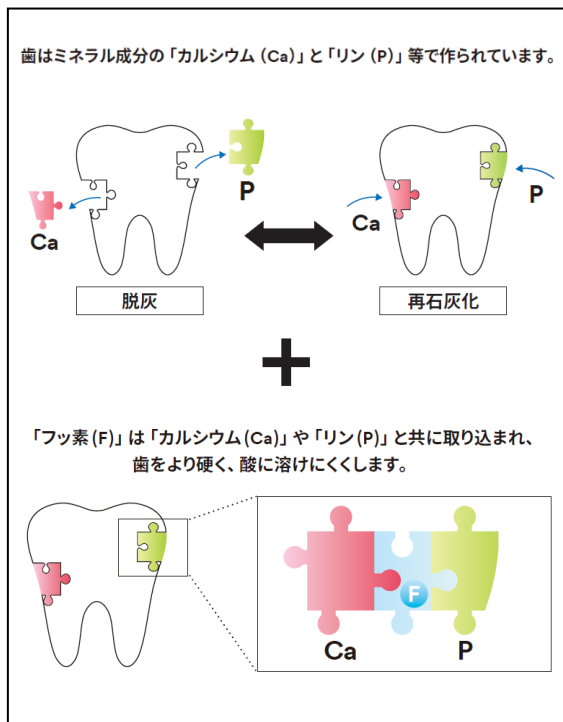 歯はミネラル成分の「カルシウム（Ca）」と「リン（P）」等で作られています。
P
Ca
Ca
P
脱灰
再石灰化
＋
「フッ素（F）」は「カルシウム（Ca）」や「リン（P）」と共に取り込まれ、
歯をより硬く、酸に溶けにくくします。
F
Ca
P